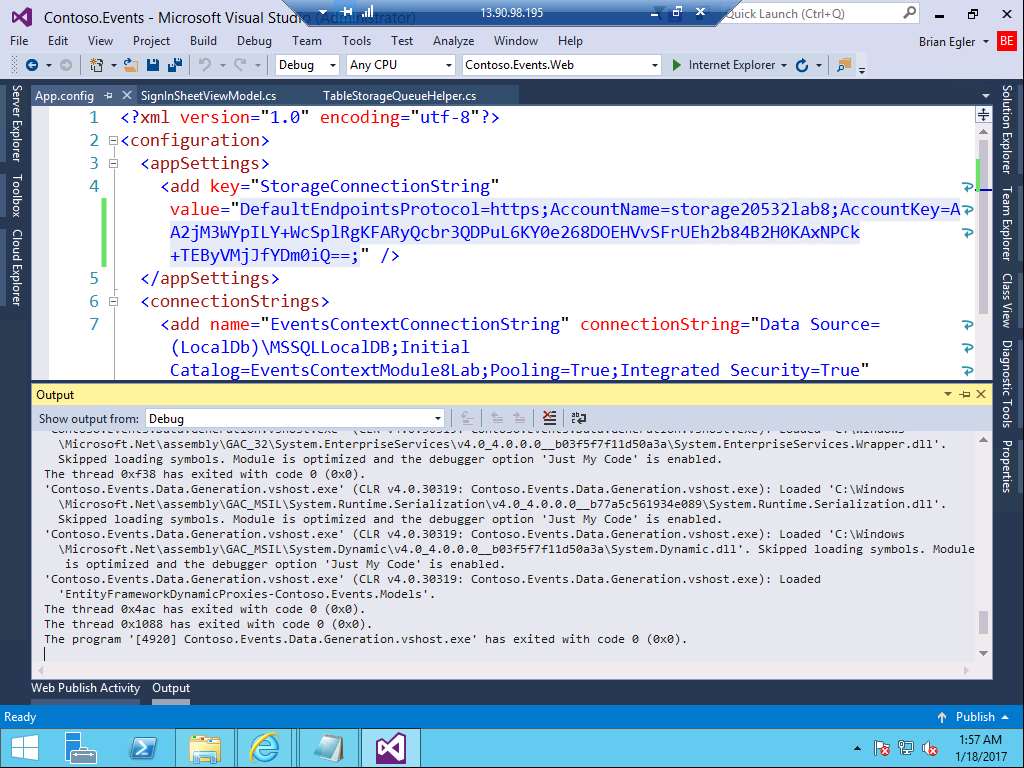 Contoso.Events - Microsoft Visual Studio (Administrator)
13.90.98.195
Quick Launch (Ctrl+Q)
File Edit View Project Build Debug Team Tools Test Analyze Window Help
Brian Egler
BE
Debug Any CPU Contoso.Events.Web Internet Explorer
Server Explorer
Toolbox
Cloud Explorer
App.config SignInSheetViewModel.cs TableStorageQueueHelper.cs
1 <?xml version="1.0" encoding="utf-8"?>
2 <configuration>
3 <appSettings>
4 <add key="StorageConnectionString"
value="DefaultEndpointsProtocol=https;AccountName=storage20532lab8;AccountKey=A
A2jM3WYpILY+WcSplRgKFARyQcbr3QDPuL6KY0e268DOEHVvSFrUEh2b84B2H0KAxNPCk
+TEByVMjJfYDm0iQ==;" />
5 </appSettings>
6 <connectionStrings>
7 <add name="EventsContextConnectionString" connectionString="Data Source=
(LocalDb)\MSSQLLocalDB;Initial
Catalog=EventsContextModule8Lab;Pooling=True;Integrated Security=True"
Solution Explorer
Team Explorer
Class View
Diagnostic Tools
Properties
Output
Show output from: Debug
\Microsoft.Net\assembly\GAC_32\System.EnterpriseServices\v4.0_4.0.0.0__b03f5f7f11d50a3a\System.EnterpriseServices.Wrapper.dll'.
Skipped loading symbols. Module is optimized and the debugger option 'Just My Code' is enabled.
The thread 0xf38 has exited with code 0 (0x0).
'Contoso.Events.Data.Generation.vshost.exe' (CLR v4.0.30319: Contoso.Events.Data.Generation.vshost.exe): Loaded 'C:\Windows
\Microsoft.Net\assembly\GAC_MSIL\System.Runtime.Serialization\v4.0_4.0.0.0__b77a5c561934e089\System.Runtime.Serialization.dll'.
Skipped loading symbols. Module is optimized and the debugger option 'Just My Code' is enabled.
'Contoso.Events.Data.Generation.vshost.exe' (CLR v4.0.30319: Contoso.Events.Data.Generation.vshost.exe): Loaded 'C:\Windows
\Microsoft.Net\assembly\GAC_MSIL\System.Dynamic\v4.0_4.0.0.0__b03f5f7f11d50a3a\System.Dynamic.dll'. Skipped loading symbols. Module
is optimized and the debugger option 'Just My Code' is enabled.
'Contoso.Events.Data.Generation.vshost.exe' (CLR v4.0.30319: Contoso.Events.Data.Generation.vshost.exe): Loaded
'EntityFrameworkDynamicProxies-Contoso.Events.Models'.
The thread 0x4ac has exited with code 0 (0x0).
The thread 0x1088 has exited with code 0 (0x0).
The program '[4920] Contoso.Events.Data.Generation.vshost.exe' has exited with code 0 (0x0).
Web Publish Activity Output
Ready
Publish
1:57 AM
1/18/2017